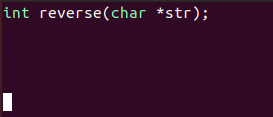 int reverse(char *str);